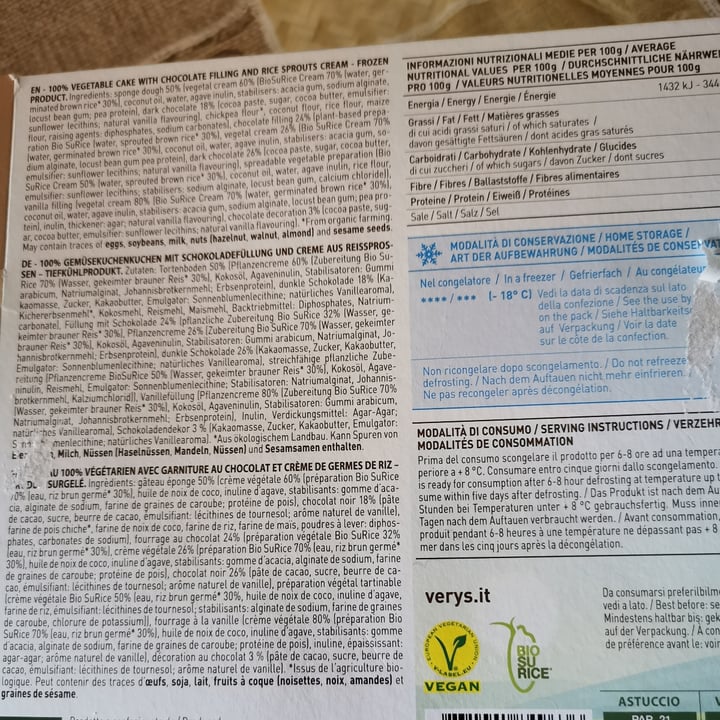 EN - 100% VEGETABLE CAKE WITH CHOCOLATE FILLING AND RICE SPROUTS CREAM - FROZEN
PRODUCT. Ingredients: sponge dough 50% [vegetal cream 60% (BioSuRice Cream 70% [water, ger-
minated brown rice* 30%], coconut oil, water, agave inulin, stabilisers: acacia gum, sodium alginate,
locust bean gum; pea protein), dark chocolate 18% (cocoa paste, sugar, cocoa butter, emulsifier:
sunflower lecithins, natural vanilla flavouring), chickpea flour*, coconut flour, rice flour, maize
flour, raising agents: diphosphates, sodium carbonates], chocolate filling 24% [plant-based prepa-
ration Bio SuRice 32% (water, sprouted brown rice* 30%), vegetal cream 26% (Bio SuRice Cream 70%
[water, germinated brown rice* 30%], coconut oil, water, agave inulin, stabilisers: acacia gum, so-
dium alginate, locust bean gum; pea protein), dark chocolate 26% (cocoa paste, sugar, cocoa butter,
emulsifier: sunflower lecithins, natural vanilla flavouring), spreadable vegetable preparation (Bio
SuRice Cream 50% [water, sprouted brown rice* 30%], coconut oil, water, agave inulin, rice flour,
emulsifier: sunflower lecithins; stabilisers: sodium alginate, locust bean gum, calcium chloride)],
vanilla filling [vegetal cream 80% (Bio SuRice Cream 70% [water, germinated brown rice* 30%],
coconut oil, water, agave inulin, stabilisers: acacia gum, sodium alginate, locust bean gum; pea pro-
tein), inulin, thickener: agar; natural vanilla flavouring], chocolate decoration 3% (cocoa paste, sug-
ar, cocoa butter, emulsifier: sunflower lecithins; natural vanilla flavouring). *From organic farming.
May contain traces of eggs, soybeans, milk, nuts (hazelnut, walnut, almond) and sesame seeds.
DE - 100% GEMÜSEKUCHENKUCHEN MIT SCHOKOLADEFÜLLUNG UND CREME AUS REISSPROS-
SEN – TIEFKÜHLPRODUKT. Zutaten: Tortenboden 50% [Pflanzencreme 60% (Zubereitung Bio Su-
Rice 70% [Wasser, gekeimter brauner Reis* 30%], Kokosöl, Agaveninulin, Stabilisatoren: Gummi
arabicum, Natriumalginat, Johannisbrotkernmehl; Erbsenprotein), dunkle Schokolade 18% (Ka-
kaomasse, Zucker, Kakaobutter, Emulgator: Sonnenblumenlecithine; natürliches Vanillearoma),
Kichererbsenmehl*, Kokosmehl, Reismehl, Maismehl, Backtriebmittel: Diphosphates, Natrium-
carbonate], Füllung mit Schokolade 24% [pflanzliche Zubereitung Bio SuRice 32% (Wasser, ge-
keimter brauner Reis* 30%), Pflanzencreme 26% (Zubereitung Bio SuRice 70% [Wasser, gekeimter
brauner Reis* 30%], Kokosöl, Agaveninulin, Stabilisatoren: Gummi arabicum, Natriumalginat, Jo-
hannisbrotkernmehl; Erbsenprotein), dunkle Schokolade 26% (Kakaomasse, Zucker, Kakaobutter,
Emulgator: Sonnenblumenlecithine; natürliches Vanillearoma), streichfähige pflanzliche Zube-
reitung (Pflanzencreme BioSuRice 50% [Wasser, gekeimter brauner Reis* 30%], Kokosöl, Agave-
ninulin, Reismehl, Emulgator: Sonnenblumenlecithine; Stabilisatoren: Natriumalginat, Johannis-
brotkernmehl, Kalziumchlorid)], Vanillefüllung [Pflanzencreme 80% (Zubereitung Bio SuRice 70%
[Wasser, gekeimter brauner Reis* 30%], Kokosöl, Agaveninulin, Stabilisatoren: Gummi arabicum,
Natriumalginat, Johannisbrotkernmehl; Erbsenprotein), Inulin, Verdickungsmittel: Agar-Agar;
natürliches Vanillearoma], Schokoladendekor 3 % (Kakaomasse, Zucker, Kakaobutter, Emulgator:
menlecithine; natürliches Vanillearoma). *Aus ökologischem Landbau. Kann Spuren von
Milch, Nüssen (Haselnüssen, Mandeln, Nüssen) und Sesamsamen enthalten.
AU 100% VÉGÉTARIEN AVEC GARNITURE AU CHOCOLAT ET CRÈME DE GERMES DE RIZ –
SURGELÉ. Ingrédients: gâteau éponge 50% [crème végétale 60% (préparation Bio SuRice
70% [eau, riz brun germé* 30%], huile de noix de coco, inuline d'agave, stabilisants: gomme d'aca-
cia, alginate de sodium, farine de graines de caroube; protéine de pois), chocolat noir 18% (pâte
de cacao, sucre, beurre de cacao, émulsifiant: lécithines de tournesol; arôme naturel de vanille),
farine de pois chiche*, farine de noix de coco, farine de riz, farine de maïs, poudres à lever: diphos-
phates, carbonates de sodium], fourrage au chocolat 24% [préparation végétale Bio SuRice 32%
(eau, riz brun germé* 30%), crème végétale 26% (préparation Bio SuRice 70% [eau, riz brun germé*
30%], huile de noix de coco, inuline d'agave, stabilisants: gomme d'acacia, alginate de sodium, farine
de graines de caroube; protéine de pois), chocolat noir 26% (pâte de cacao, sucre, beurre de ca-
cao, émulsifiant: lécithines de tournesol; arôme naturel de vanille), préparation végétal tartinable
(crème végétale Bio SuRice 50% [eau, riz brun germé* 30%, huile de noix de coco, inuline d'agave,
farine de riz, émulsifiant: lécithines de tournesol; stabilisants: alginate de sodium, farine de graines
de caroube, chlorure de potassium)], fourrage à la vanille [crème végétale 80% (préparation Bio
SuRice 70% [eau, riz brun germé* 30%], huile de noix de coco, inuline d'agave, stabilisants: gomme
d'acacia, alginate de sodium, farine de graines de caroube; protéine de pois), inuline, épaississant:
agar-agar; arôme naturel de vanille], décoration au chocolat 3 % (pâte de cacao, sucre, beurre de
cacao, émulsifiant: lécithines de tournesol; arôme naturel de vanille). *Issus de l'agriculture bio-
logique. Peut contenir des traces d'œufs, soja, lait, fruits à coque (noisettes, noix, amandes) et
graines de sésame.
INFORMAZIONI NUTRIZIONALI MEDIE PER 100g / AVERAGE
NUTRITIONAL VALUES PER 100g / DURCHSCHNITTLICHE NÄHRWE
PRO 100g / VALEURS NUTRITIONELLES MOYENNES POUR 100g
Energia / Energy / Energie / Énergie 1432 kJ - 344
Grassi / Fat / Fett / Matières grasses
di cui acidi grassi saturi / of which saturates /
davon gesättigte Fettsäuren / dont acides gras saturés
Carboidrati / Carbohydrate / Kohlenhydrate / Glucides
di cui zuccheri / of which sugars / davon Zucker / dont sucres
Fibre / Fibres / Ballaststoffe / Fibres alimentaires
Proteine / Protein / Eiweiß / Protéines
Sale / Salt / Salz / Sel
MODALITÀ DI CONSERVAZIONE / HOME STORAGE /
ART DER AUFBEWAHRUNG / MODALITÉS DE CONSERVAT
Nel congelatore / In a freezer / Gefrierfach / Au congélateur
**** / *** (- 18° C) Vedi la data di scadenza sul lato
della confezione / See the use by
on the pack / Siehe Haltbarkeits
auf Verpackung / Voir la date
sur le côté de la confection.
Non ricongelare dopo scongelamento. / Do not refreeze
defrosting. / Nach dem Auftauen nicht mehr einfrieren.
Ne pas recongeler après décongélation.
MODALITÀ DI CONSUMO / SERVING INSTRUCTIONS / VERZEHR
MODALITÉS DE CONSOMMATION
Prima del consumo scongelare il prodotto per 6-8 ore ad una tempera
periore a + 8 °C. Consumare entro cinque giorni dallo scongelamento.
is ready for consumption after 6-8 hour defrosting at temperature up t
sume within five days after defrosting. / Das Produkt ist nach dem Au
Stunden bei Temperaturen unter + 8 °C gebrauchsfertig. Muss inner
Tagen nach dem Auftauen verbraucht werden. / Avant consommation,
produit pendant 6-8 heures à une température ne dépassant pas + 8
mer dans les cinq jours après la décongélation.
verys.it
Da consumarsi preferibilme
vedi a lato. / Best before: se
Mindestens haltbar bis: gek
auf der Verpackung. / À con
de préférence avant le: voir
EUROPEAN VEGETARIAN UNION
V-LABEL.EU
VEGAN
BIO
SU
RICE
ASTUCCIO
PAP 21